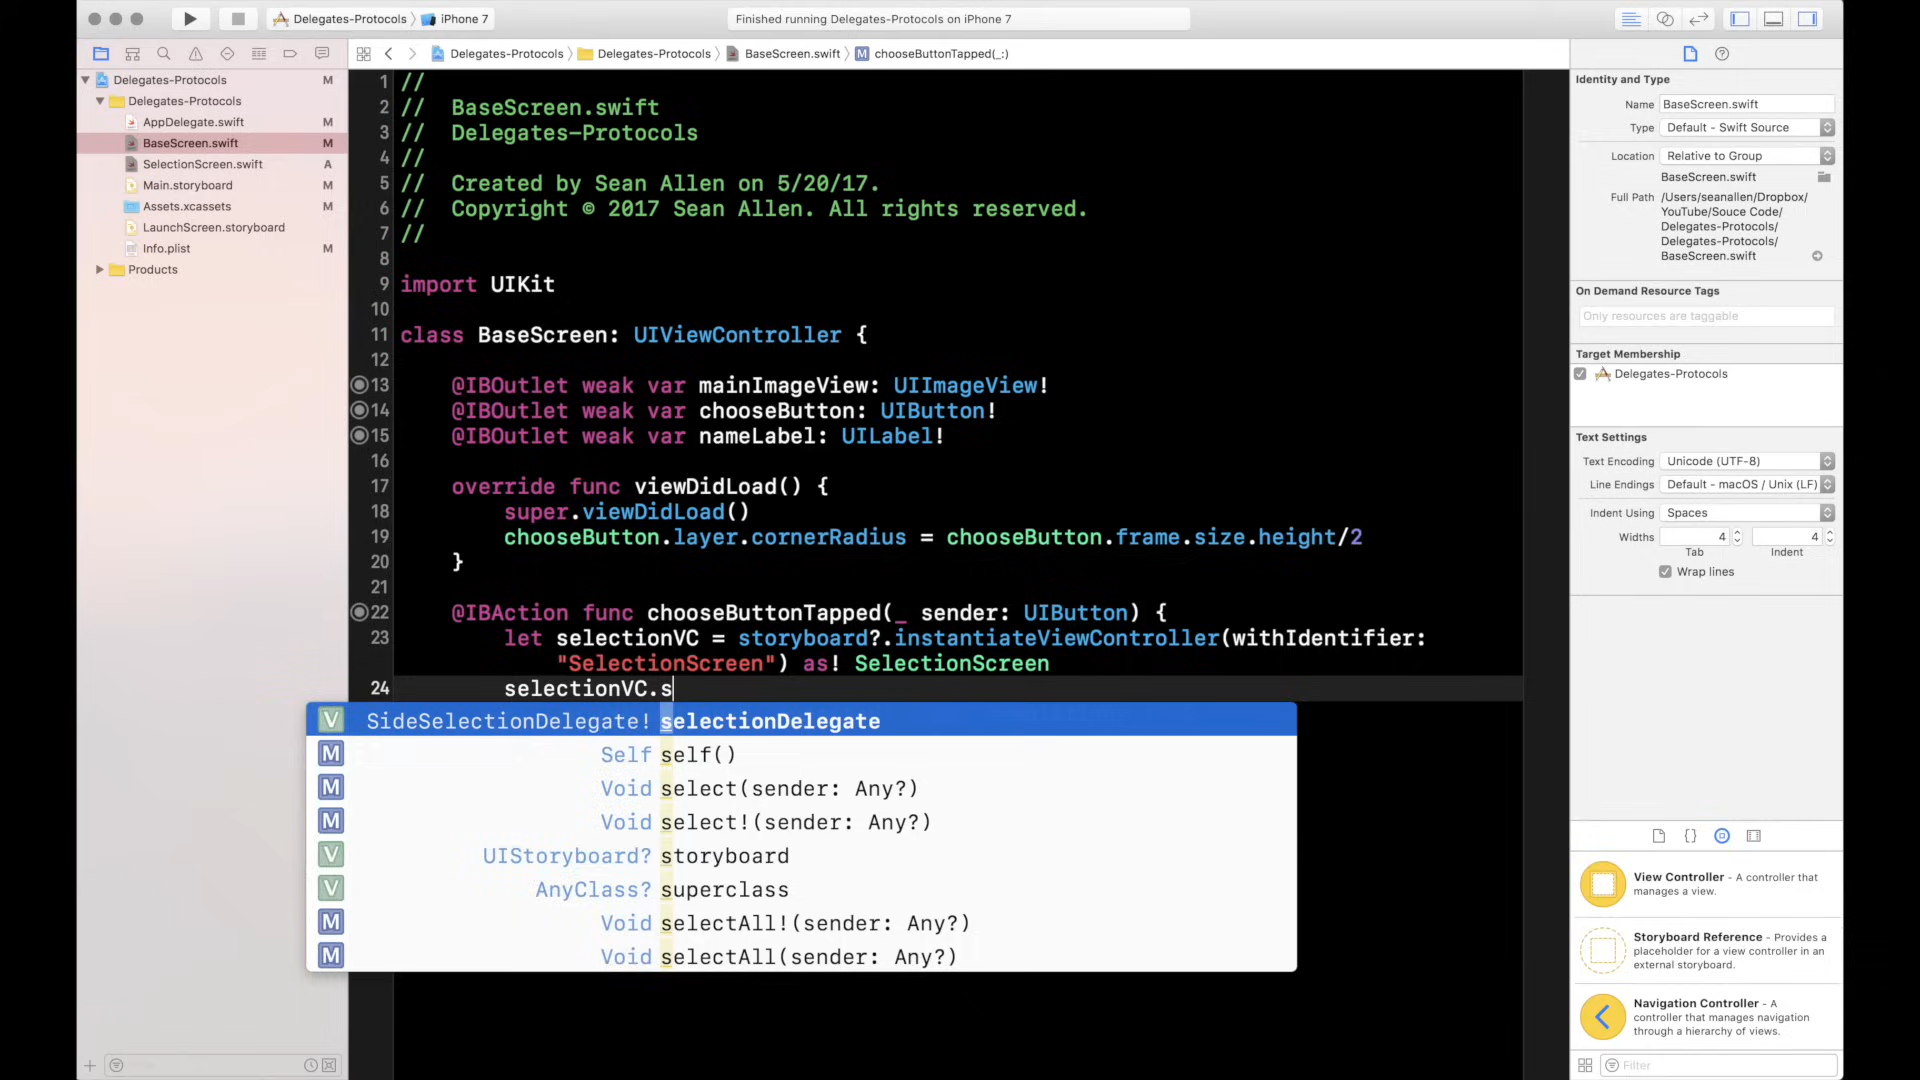 Delegates-Protocols
iPhone 7
Finished running Delegates-Protocols on iPhone 7
Delegates-Protocols
Delegates-Protocols
BaseScreen.swift
M
chooseButtonTapped(_:)
Delegates-Protocols
M
Delegates-Protocols
AppDelegate.swift
M
BaseScreen.swift
M
SelectionScreen.swift
A
Main.storyboard
M
Assets.xcassets
M
LaunchScreen.storyboard
Info.plist
M
Products
1 //
2 //  BaseScreen.swift
3 //  Delegates-Protocols
4 //
5 //  Created by Sean Allen on 5/20/17.
6 //  Copyright © 2017 Sean Allen. All rights reserved.
7 //
8
9 import UIKit
10
11 class BaseScreen: UIViewController {
12
13 @IBOutlet weak var mainImageView: UIImageView!
14 @IBOutlet weak var chooseButton: UIButton!
15 @IBOutlet weak var nameLabel: UILabel!
16
17 override func viewDidLoad() {
18 super.viewDidLoad()
19 chooseButton.layer.cornerRadius = chooseButton.frame.size.height/2
20 }
21
22 @IBAction func chooseButtonTapped(_ sender: UIButton) {
23 let selectionVC = storyboard?.instantiateViewController(withIdentifier:
"SelectionScreen") as! SelectionScreen
24 selectionVC.s
V SideSelectionDelegate! selectionDelegate
M Self self()
M Void select(sender: Any?)
M Void select!(sender: Any?)
V UIStoryboard? storyboard
V AnyClass? superclass
M Void selectAll!(sender: Any?)
M Void selectAll(sender: Any?)
Identity and Type
Name BaseScreen.swift
Type Default - Swift Source
Location Relative to Group
BaseScreen.swift
Full Path /Users/seanallen/Dropbox/
YouTube/Souce Code/
Delegates-Protocols/
Delegates-Protocols/
BaseScreen.swift
On Demand Resource Tags
Only resources are taggable
Target Membership
Delegates-Protocols
Text Settings
Text Encoding Unicode (UTF-8)
Line Endings Default - macOS / Unix (LF)
Indent Using Spaces
Widths 4 4
Tab Indent
Wrap lines
View Controller - A controller that
manages a view.
Storyboard Reference - Provides a
placeholder for a view controller in an
external storyboard.
Navigation Controller - A
controller that manages navigation
through a hierarchy of views.
Filter